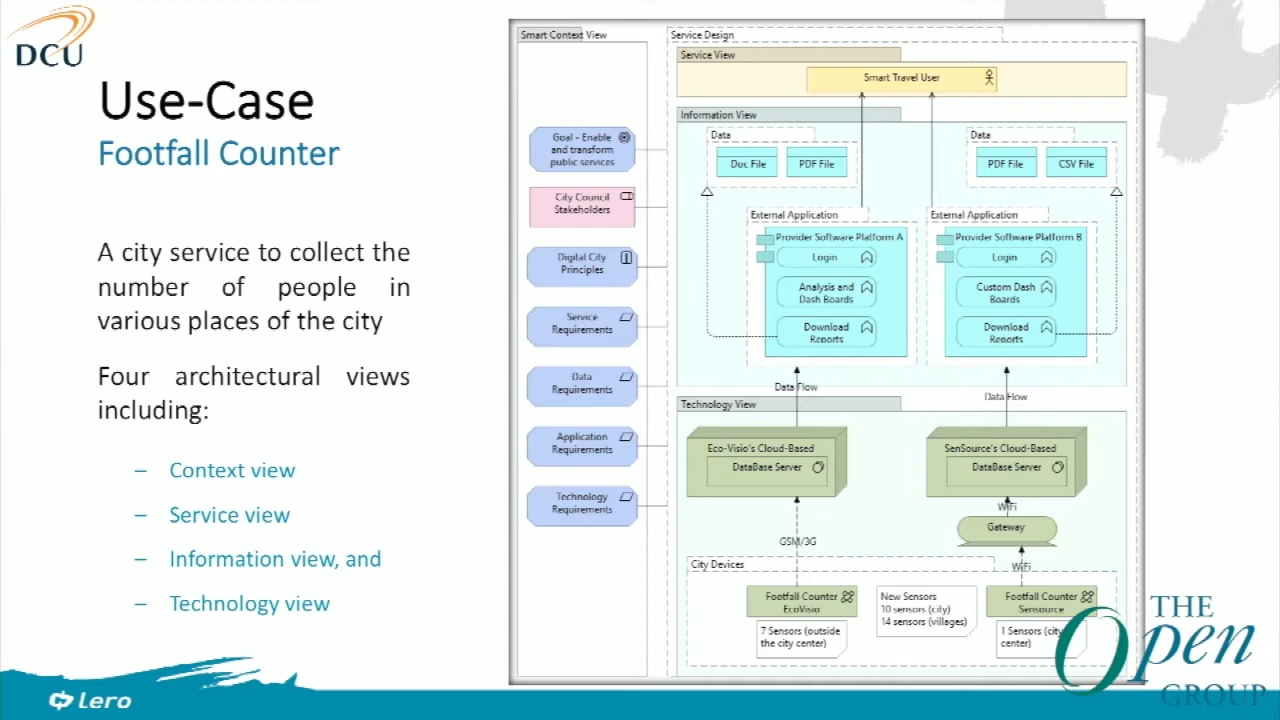 DCU
Use-Case
Footfall Counter
A city service to collect the
number of people in
various places of the city
Four architectural views
including:
– Context view
– Service view
– Information view, and
– Technology view
Lero
Smart Context View
Goal - Enable
and transform
public services
City Council
Stakeholders
Digital City
Principles
Service
Requirements
Data
Requirements
Application
Requirements
Technology
Requirements
Service Design
Service View
Smart Travel User
Information View
Data
Doc File
PDF File
Data
PDF File
CSV File
External Application
Provider Software Platform A
Login
Analysis and
Dash Boards
Download
Reports
External Application
Provider Software Platform B
Login
Custom Dash
Boards
Download
Reports
Data Flow
Data Flow
Technology View
Eco-Visio's Cloud-Based
DataBase Server
SenSource's Cloud-Based
DataBase Server
WiFi
Gateway
GSM/3G
WiFi
City Devices
Footfall Counter
EcoVisio
7 Sensors (outside
the city center)
New Sensors
10 sensors (city)
14 sensors (villages)
Footfall Counter
Sensource
1 Sensors (city
center)
THE
Open
GROUP